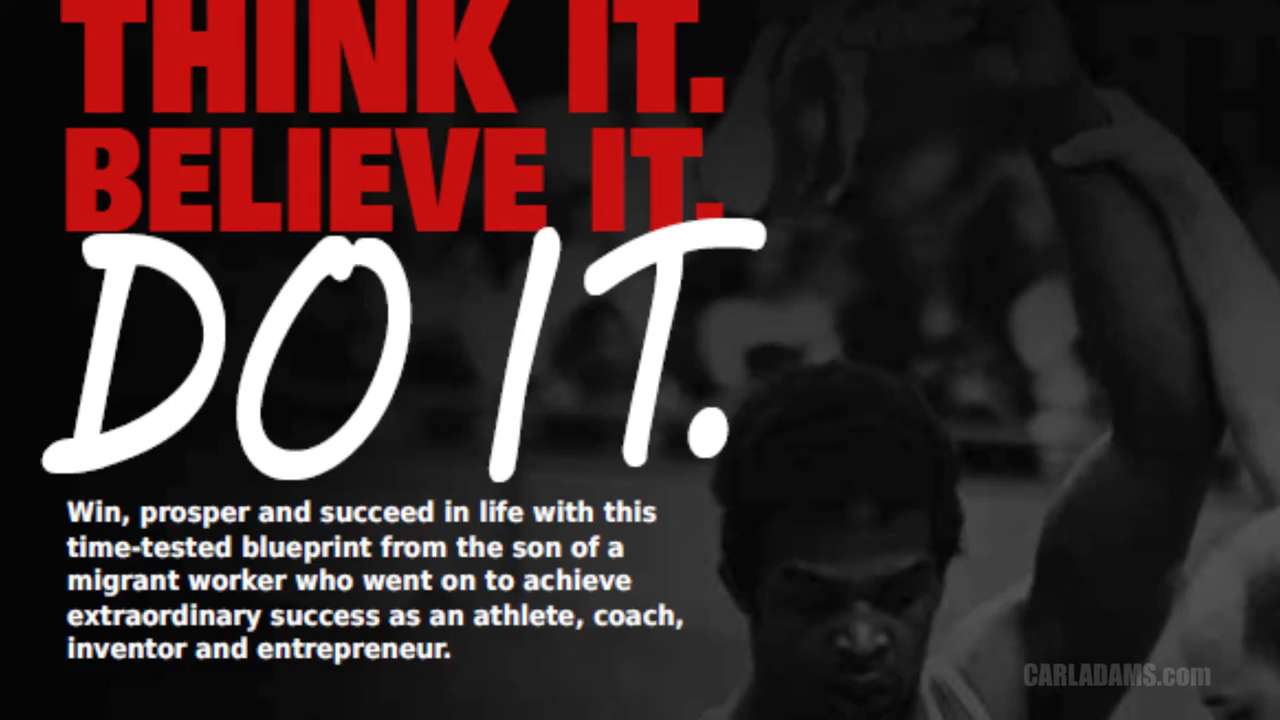 THINK IT.
BELIEVE IT.
DO IT.
Win, prosper and succeed in life with this
time-tested blueprint from the son of a
migrant worker who went on to achieve
extraordinary success as an athlete, coach,
inventor and entrepreneur.
CARLADAMS.com